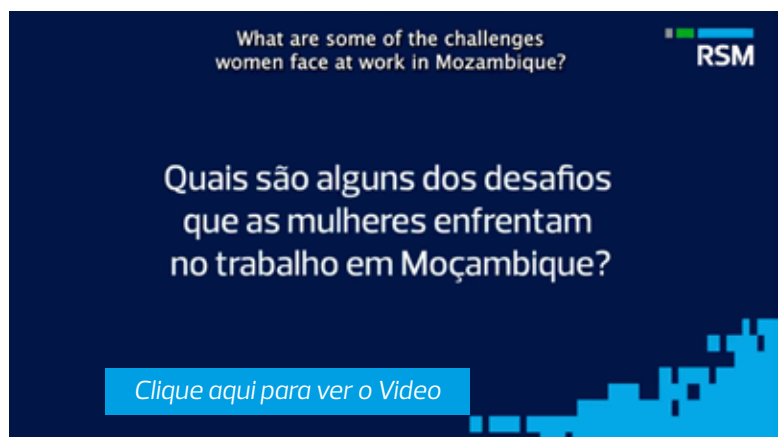 What are some of the challenges
women face at work in Mozambique?
RSM
Quais são alguns dos desafios
que as mulheres enfrentam
no trabalho em Moçambique?
Clique aqui para ver o Video